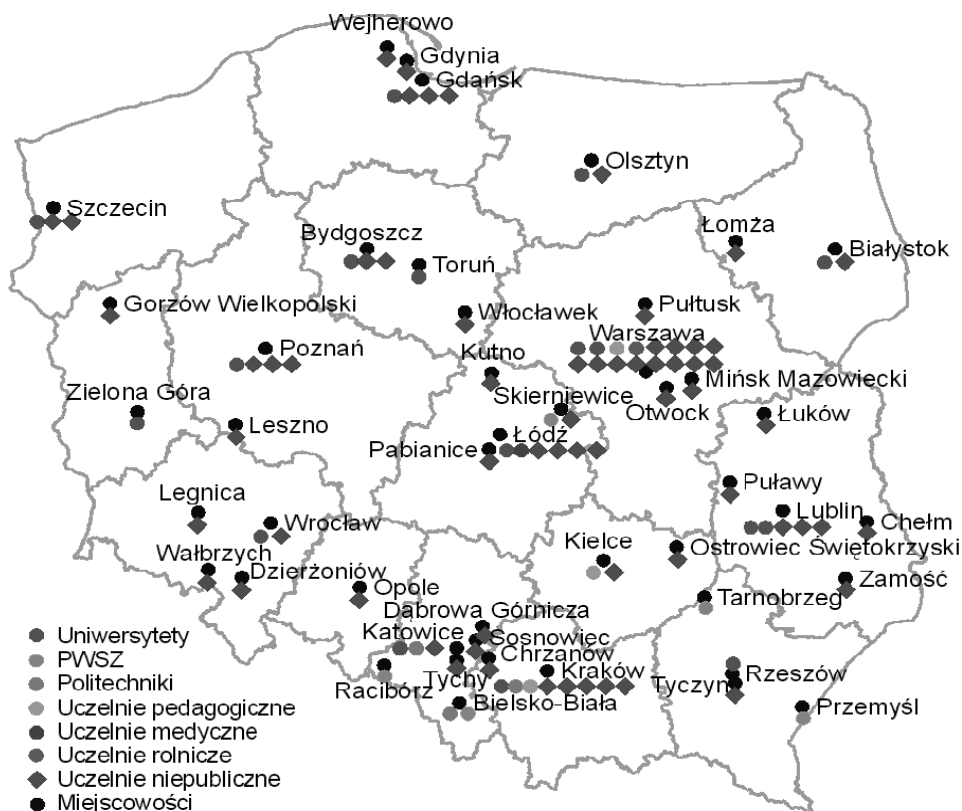 Wejherowo
Gdynia
Gdańsk
Olsztyn
Szczecin
Łomża
Bydgoszcz
Białystok
Toruń
Gorzów Wielkopolski
Włocławek
Pułtusk
Warszawa
Poznań
Kutno
Mińsk Mazowiecki
Zielona Góra
Skierniewice
Otwock
Łuków
Leszno
Łódź
Pabianice
Puławy
Legnica
Lublin
Wrocław
Chełm
Kielce
Ostrowiec Świętokrzyski
Wałbrzych
Dzierżoniów
Zamość
Opole
Tarnobrzeg
Dąbrowa Górnicza
Katowice
Sosnowiec
Chrzanów
Kraków
Tychy
Rzeszów
Racibórz
Tyczyn
Bielsko-Biała
Przemyśl
Uniwersytety
PWSZ
Politechniki
Uczelnie pedagogiczne
Uczelnie medyczne
Uczelnie rolnicze
Uczelnie niepubliczne
Miejscowości